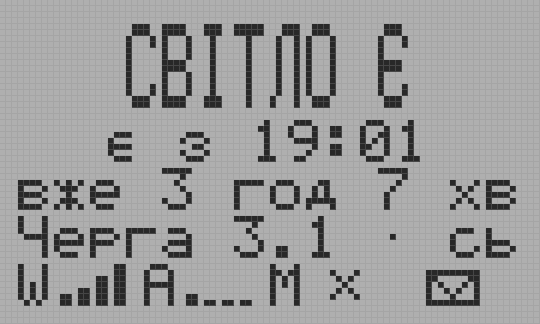 СВІТЛО Є
є з 19:01
вже 3 год 7 хв
Черга 3.1 · сь
W A M ×